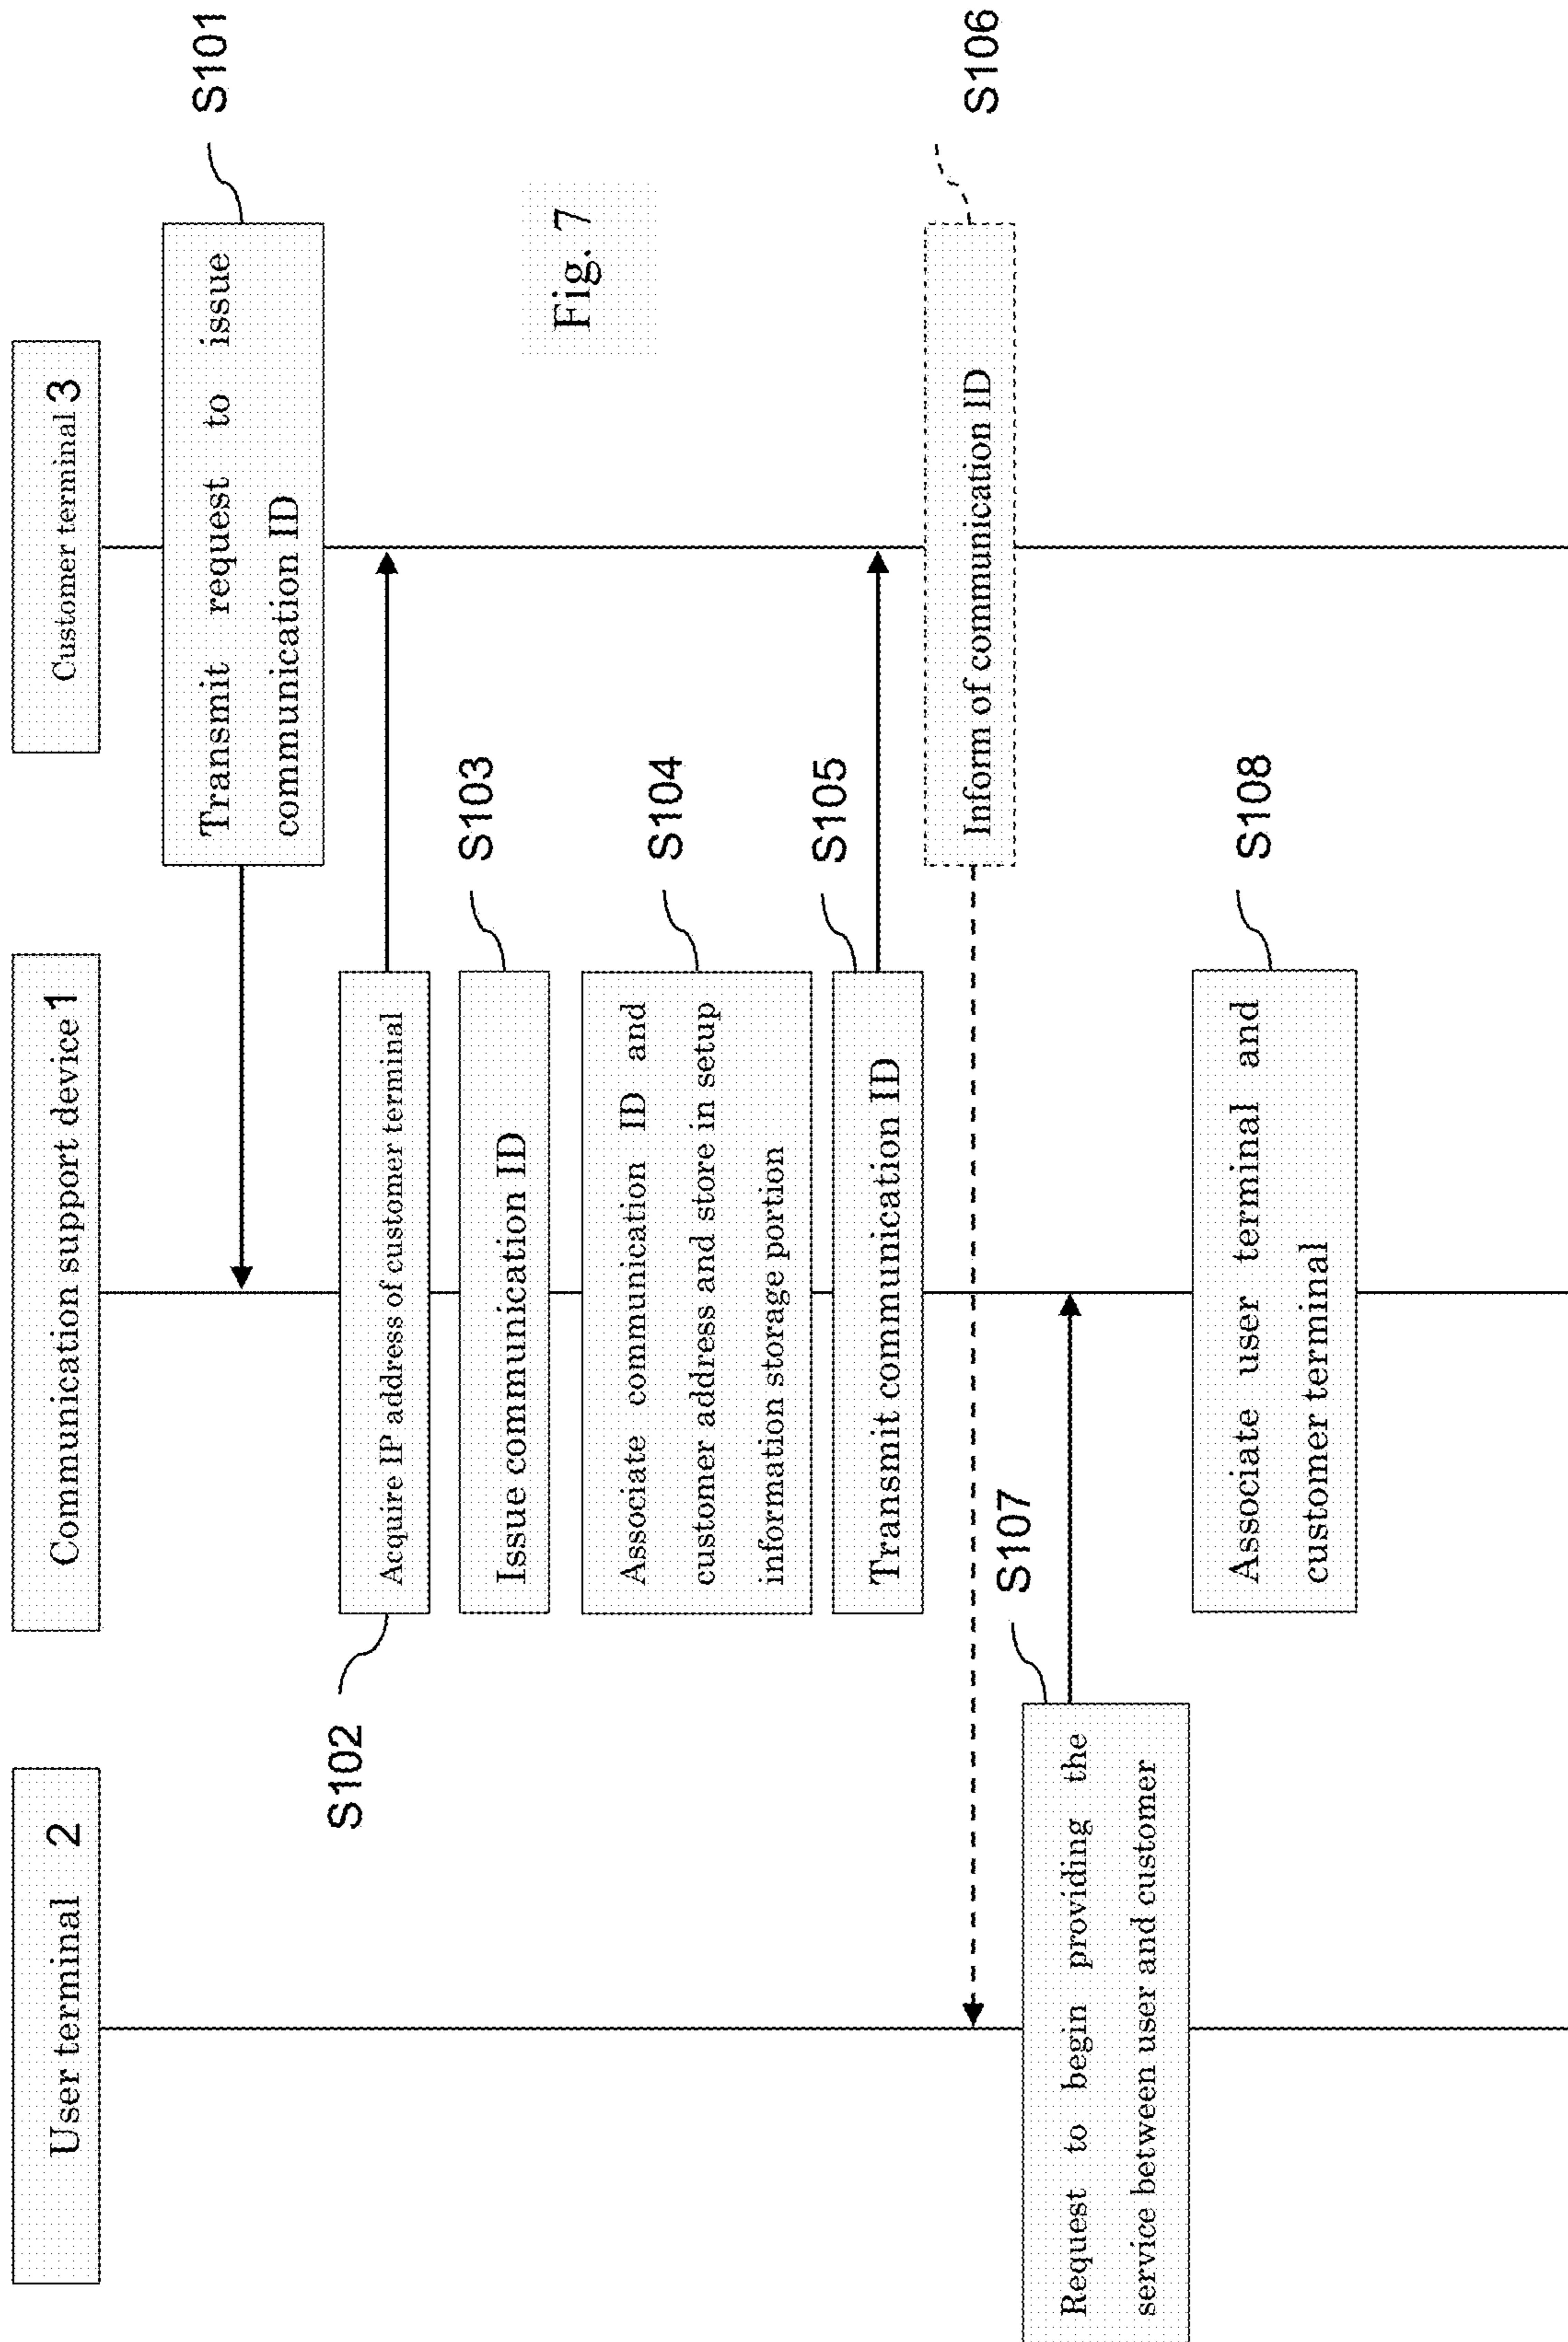 User terminal 2
Communication support device 1
Customer terminal 3
Transmit request to issue
communication ID
S101
Acquire IP address of customer terminal
S102
Issue communication ID
S103
Associate communication ID and
customer address and store in setup
information storage portion
S104
Fig. 7
Transmit communication ID
S105
Inform of communication ID
S106
Request to begin providing the
service between user and customer
S107
Associate user terminal and
customer terminal
S108